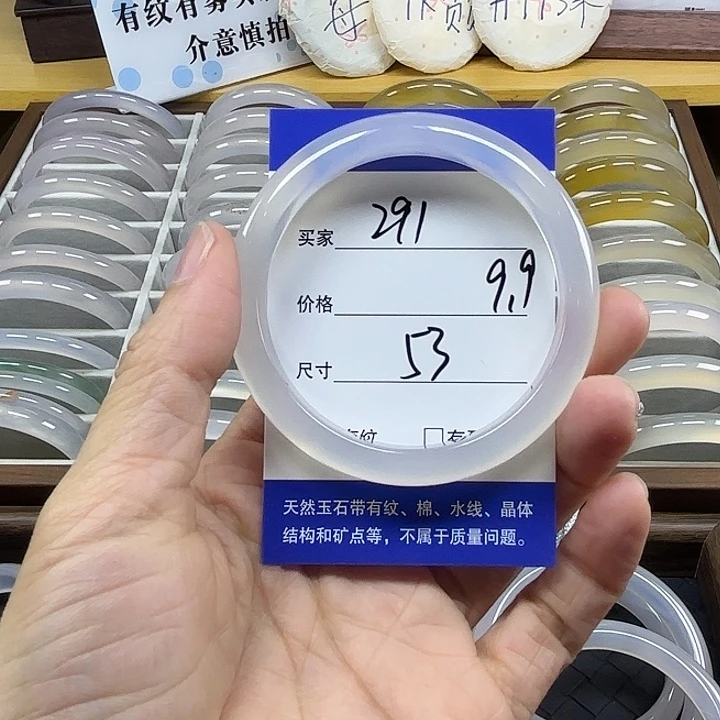 有纹有雾
介意慎拍
买家 291
价格 9.9
尺寸 53
天然玉石带有纹、棉、水线、晶体
结构和矿点等，不属于质量问题。